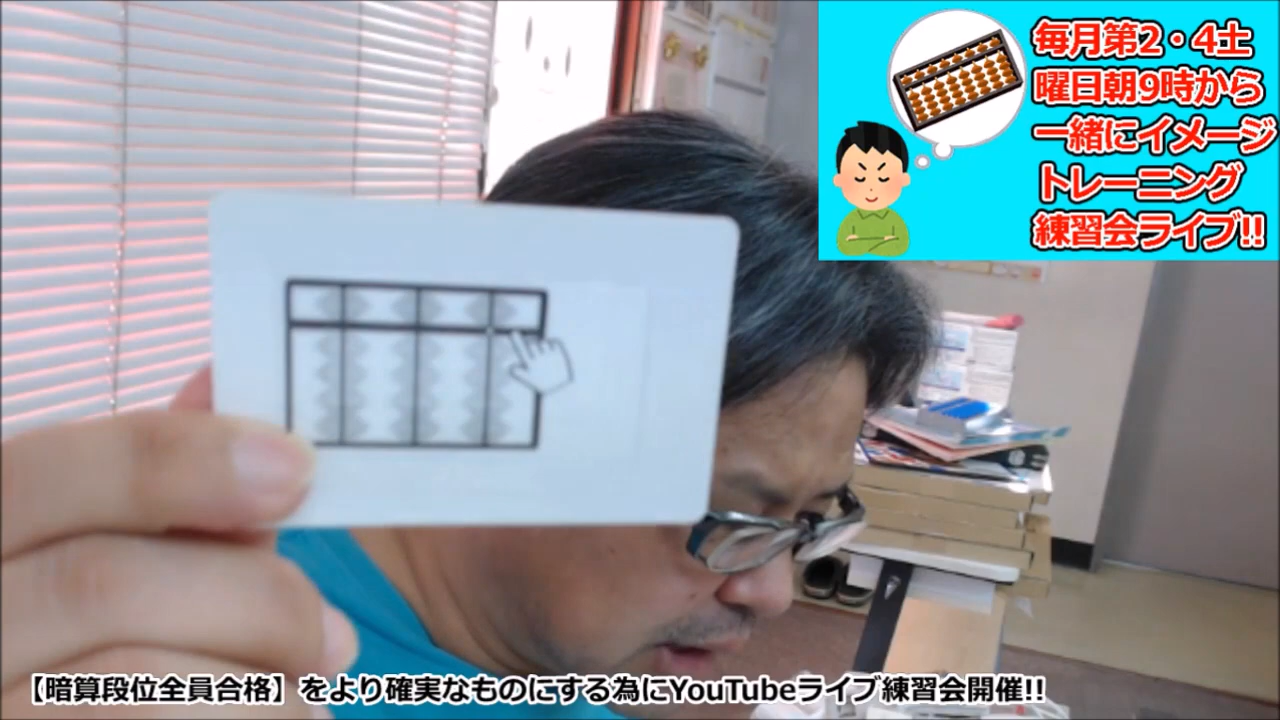 毎月第2・4土
曜日朝9時から
一緒にイメージ
トレーニング
練習会ライブ!!
【暗算段位全員合格】をより確実なものにする為にYouTubeライブ練習会開催!!